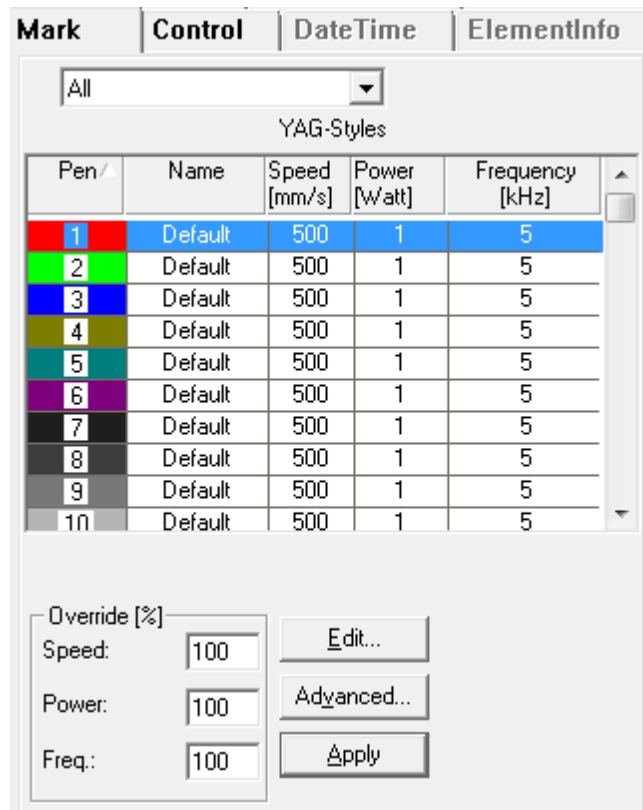 Mark Control DateTime ElementInfo
All
YAG-Styles
Pen Name Speed [mm/s] Power [Watt] Frequency [kHz]
1 Default 500 1 5
2 Default 500 1 5
3 Default 500 1 5
4 Default 500 1 5
5 Default 500 1 5
6 Default 500 1 5
7 Default 500 1 5
8 Default 500 1 5
9 Default 500 1 5
10 Default 500 1 5
Override [%]
Speed: 100 Edit...
Power: 100 Advanced...
Freq.: 100 Apply